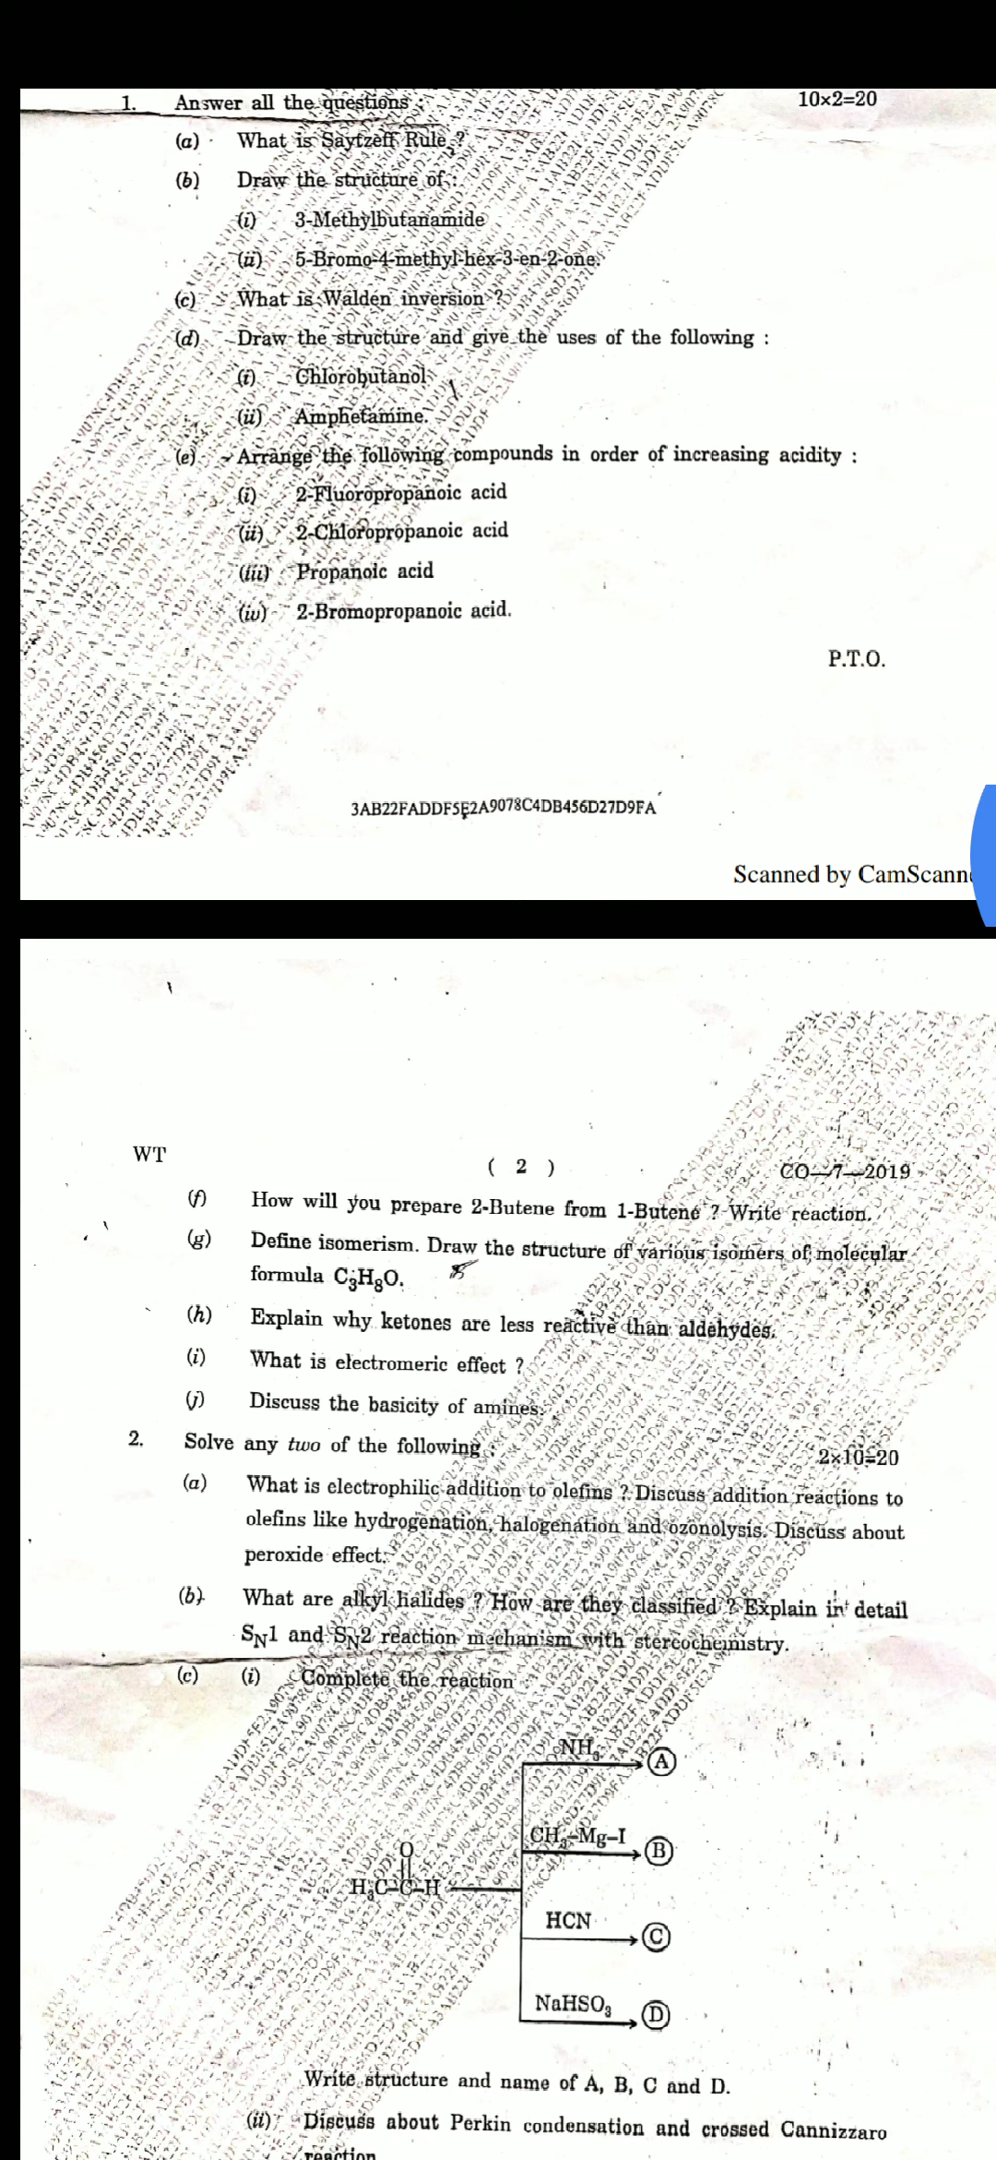 1. Answer all the questions : 10×2=20
(a) What is Saytzeff Rule ?
(b) Draw the structure of :
(i) 3-Methylbutanamide
(ii) 5-Bromo-4-methyl-hex-3-en-2-one.
(c) What is Walden inversion ?
(d) Draw the structure and give the uses of the following :
(i) Chlorobutanol
(ii) Amphetamine.
(e) Arrange the following compounds in order of increasing acidity :
(i) 2-Fluoropropanoic acid
(ii) 2-Chloropropanoic acid
(iii) Propanoic acid
(iv) 2-Bromopropanoic acid.
P.T.O.
3AB22FADDF5E2A9078C4DB456D27D9FA
Scanned by CamScann
WT ( 2 ) CO—7—2019
(f) How will you prepare 2-Butene from 1-Butene ? Write reaction.
(g) Define isomerism. Draw the structure of various isomers of molecular
formula C₃H₈O.
(h) Explain why ketones are less reactive than aldehydes.
(i) What is electromeric effect ?
(j) Discuss the basicity of amines.
2. Solve any two of the following : 2×10=20
(a) What is electrophilic addition to olefins ? Discuss addition reactions to
olefins like hydrogenation, halogenation and ozonolysis. Discuss about
peroxide effect.
(b) What are alkyl halides ? How are they classified ? Explain in detail
SN1 and SN2 reaction mechanism with stereochemistry.
(c) (i) Complete the reaction
NH₃ A
CH₃–Mg–I B
O
H₃C–C–H
HCN C
NaHSO₃ D
Write structure and name of A, B, C and D.
(ii) Discuss about Perkin condensation and crossed Cannizzaro
reaction